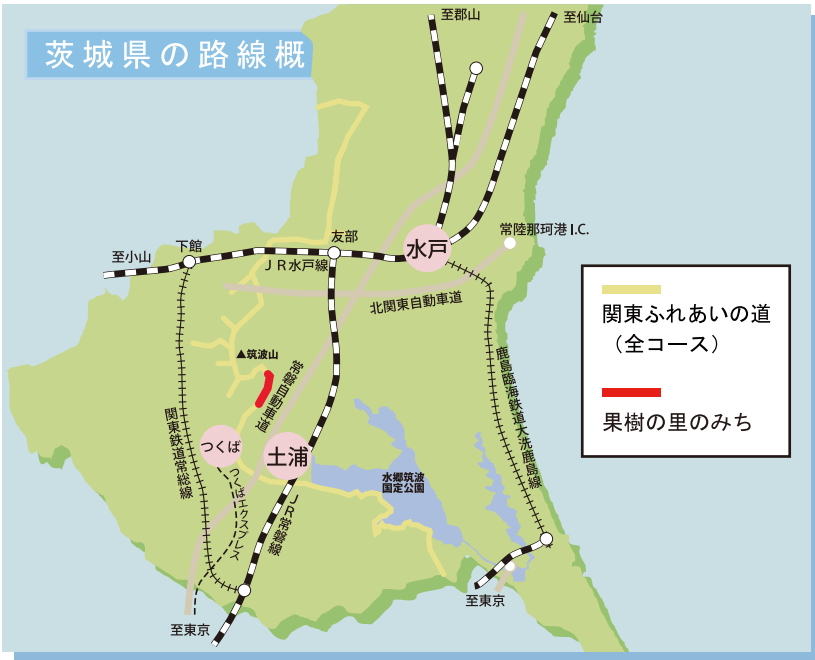 茨城県の路線概
至郡山
至仙台
常陸那珂港I.C.
水戸
友部
下館
至小山
JR水戸線
北関東自動車道
▲筑波山
常磐自動車道
関東鉄道常総線
つくば
土浦
つくばエクスプレス
JR常磐線
水郷筑波
国定公園
鹿島臨海鉄道大洗鹿島線
至東京
至東京
関東ふれあいの道
（全コース）
果樹の里のみち